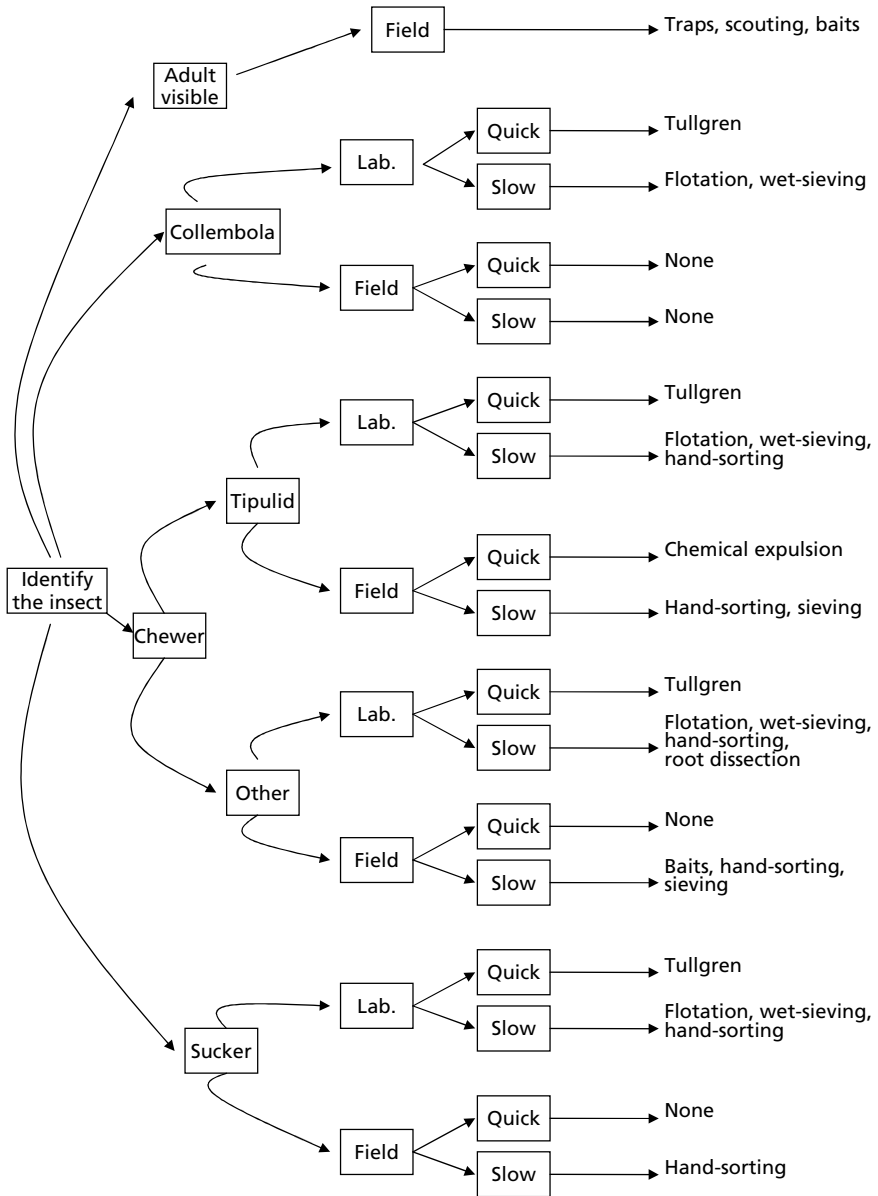 Field
Traps, scouting, baits
Adult
visible
Quick
Tullgren
Lab.
Slow
Flotation, wet-sieving
Collembola
Quick
None
Field
Slow
None
Quick
Tullgren
Lab.
Slow
Flotation, wet-sieving,
hand-sorting
Tipulid
Quick
Chemical expulsion
Field
Slow
Hand-sorting, sieving
Identify
the insect
Chewer
Quick
Tullgren
Lab.
Slow
Flotation, wet-sieving,
hand-sorting,
root dissection
Other
Quick
None
Field
Slow
Baits, hand-sorting,
sieving
Quick
Tullgren
Lab.
Slow
Flotation, wet-sieving,
hand-sorting
Sucker
Quick
None
Field
Slow
Hand-sorting